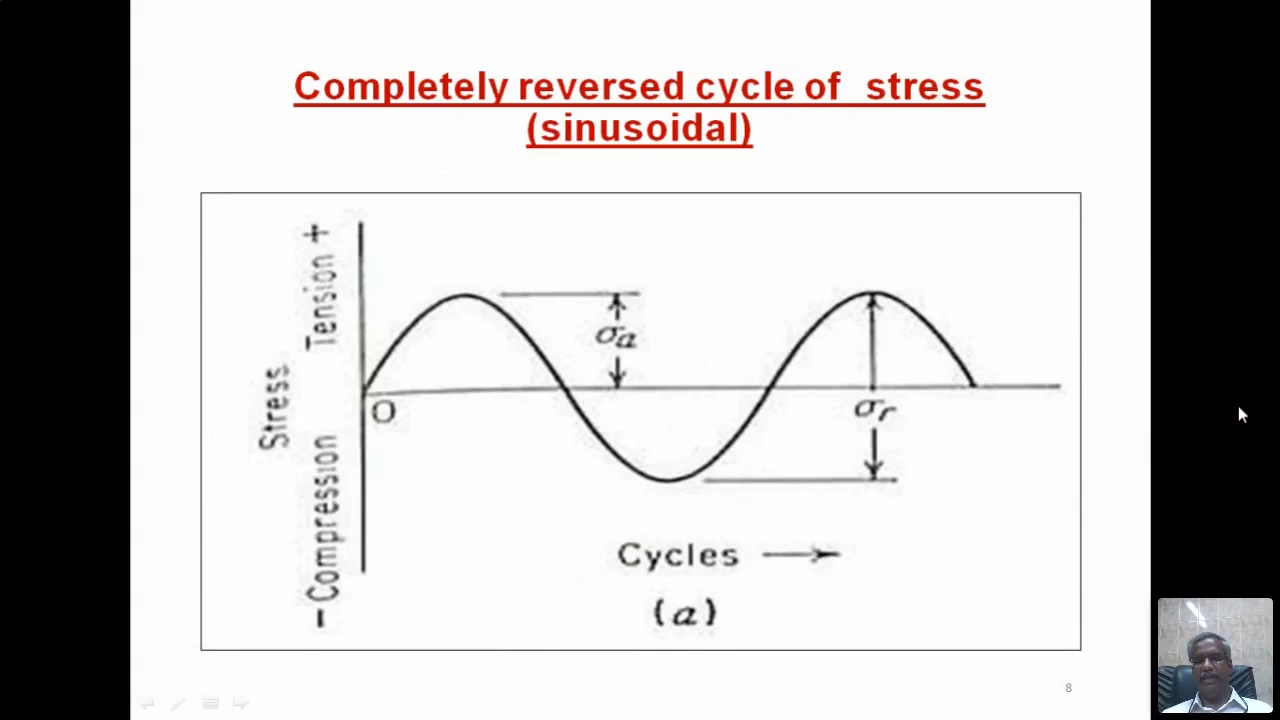 Completely reversed cycle of stress
(sinusoidal)
Stress
- Compression Tension +
O
σa
σr
Cycles
(a)
8